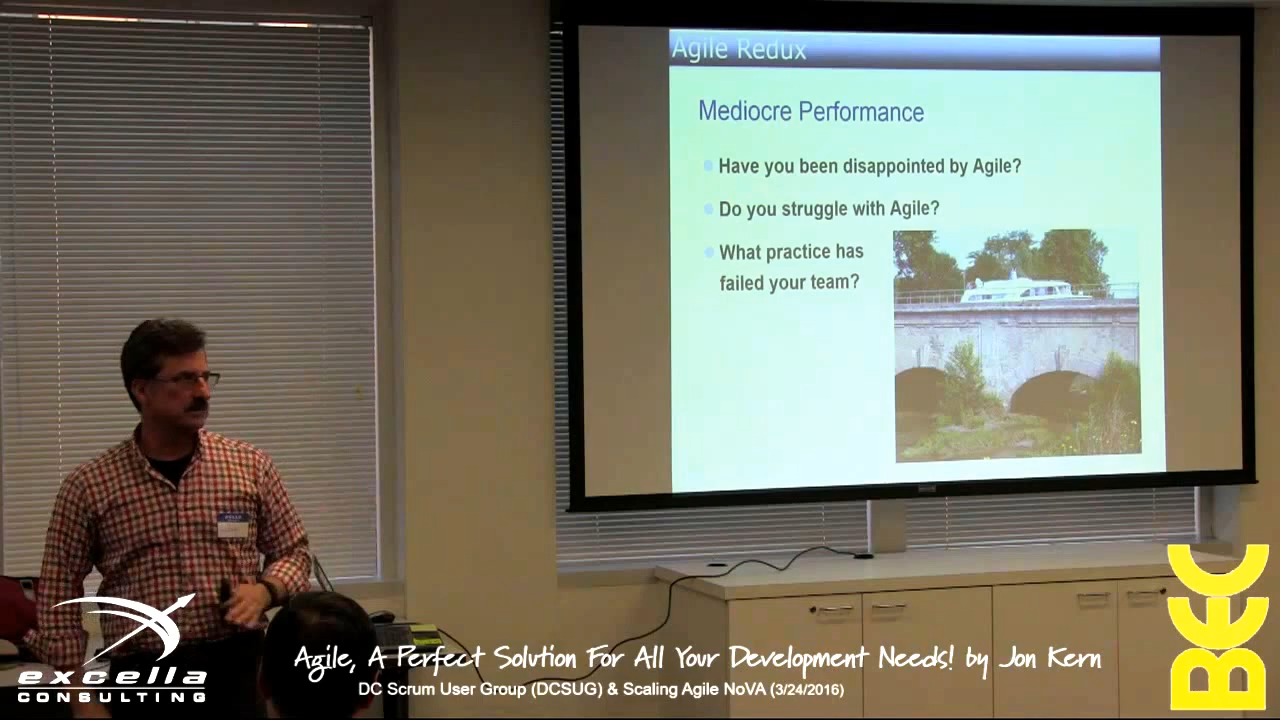 Agile Redux
Mediocre Performance
Have you been disappointed by Agile?
Do you struggle with Agile?
What practice has
failed your team?
excella
CONSULTING
Agile, A Perfect Solution For All Your Development Needs! by Jon Kern
DC Scrum User Group (DCSUG) & Scaling Agile NoVA (3/24/2016)